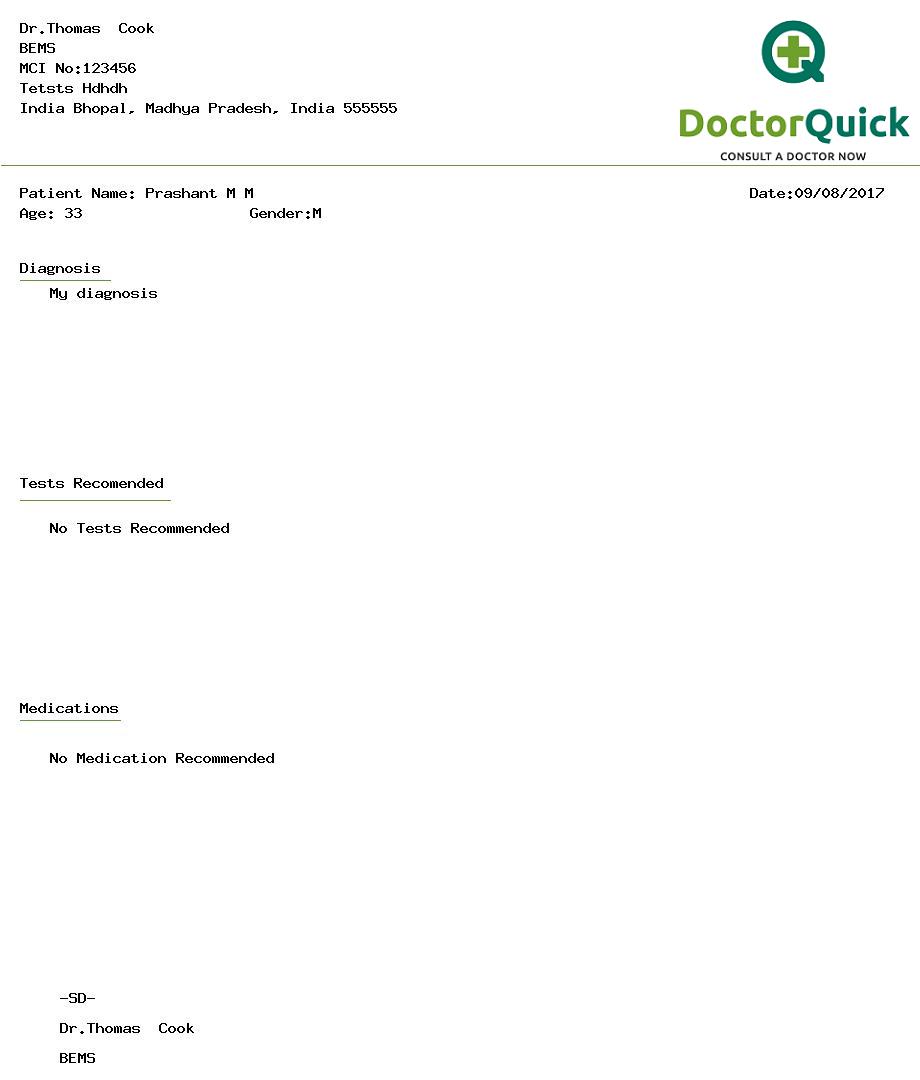 Dr.Thomas  Cook
BEMS
MCI No:123456
Tetsts Hdhdh
India Bhopal, Madhya Pradesh, India 555555
DoctorQuick
CONSULT A DOCTOR NOW
Patient Name: Prashant M M
Date:09/08/2017
Age: 33
Gender:M
Diagnosis
My diagnosis
Tests Recomended
No Tests Recommended
Medications
No Medication Recommended
-SD-
Dr.Thomas  Cook
BEMS